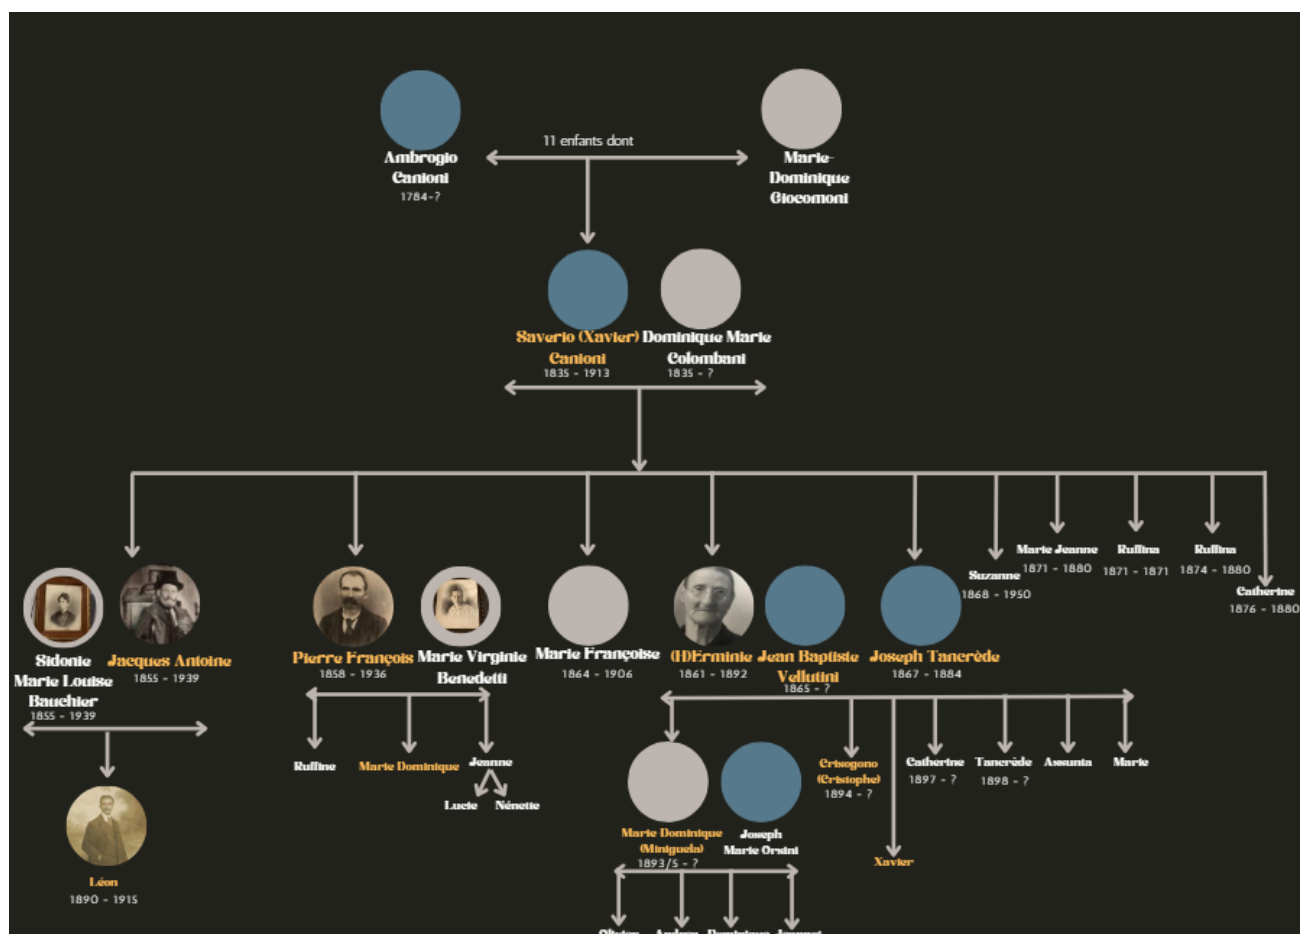 11 enfants dont
Ambrogio
Canioni
1784-?
Marie-
Dominique
Giocomoni
Saverio (Xavier)
Canioni
1835 - 1913
Dominique Marie
Colombani
1835 - ?
Sidonie
Marie Louise
Bauchier
1855 - 1939
Jacques Antoine
1855 - 1939
Pierre François
1858 - 1936
Marie Virginie
Benedetti
Marie Françoise
1864 - 1906
(H)Erminie
1861 - 1892
Jean Baptiste
Vellutini
1865 - ?
Joseph Tancrède
1867 - 1884
Suzanne
1868 - 1950
Marie Jeanne
1871 - 1880
Ruffina
1871 - 1871
Ruffina
1874 - 1880
Catherine
1876 - 1880
Léon
1890 - 1915
Ruffine
Marie Dominique
Jeanne
Lucie
Nénette
Marie-Dominique
(Miniguela)
1893/5 - ?
Joseph
Marie Orsini
Crisogono
(Cristophe)
1894 - ?
Xavier
Catherine
1897 - ?
Tancrède
1898 - ?
Assunta
Marie
Dominique